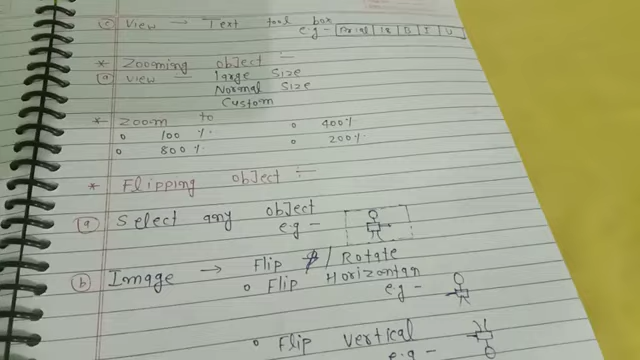 (c) View → Text tool box
e.g - Arial | 18 | B | I | U
* Zooming object :-
(a) View — large size
Normal size
Custom
* Zoom to
o 100 % o 400%
o 800% o 200%
* Flipping object :-
(a) Select any object
e.g -
(b) Image → Flip / Rotate
o Flip Horizontan
e.g -
o Flip Vertical
e.g -